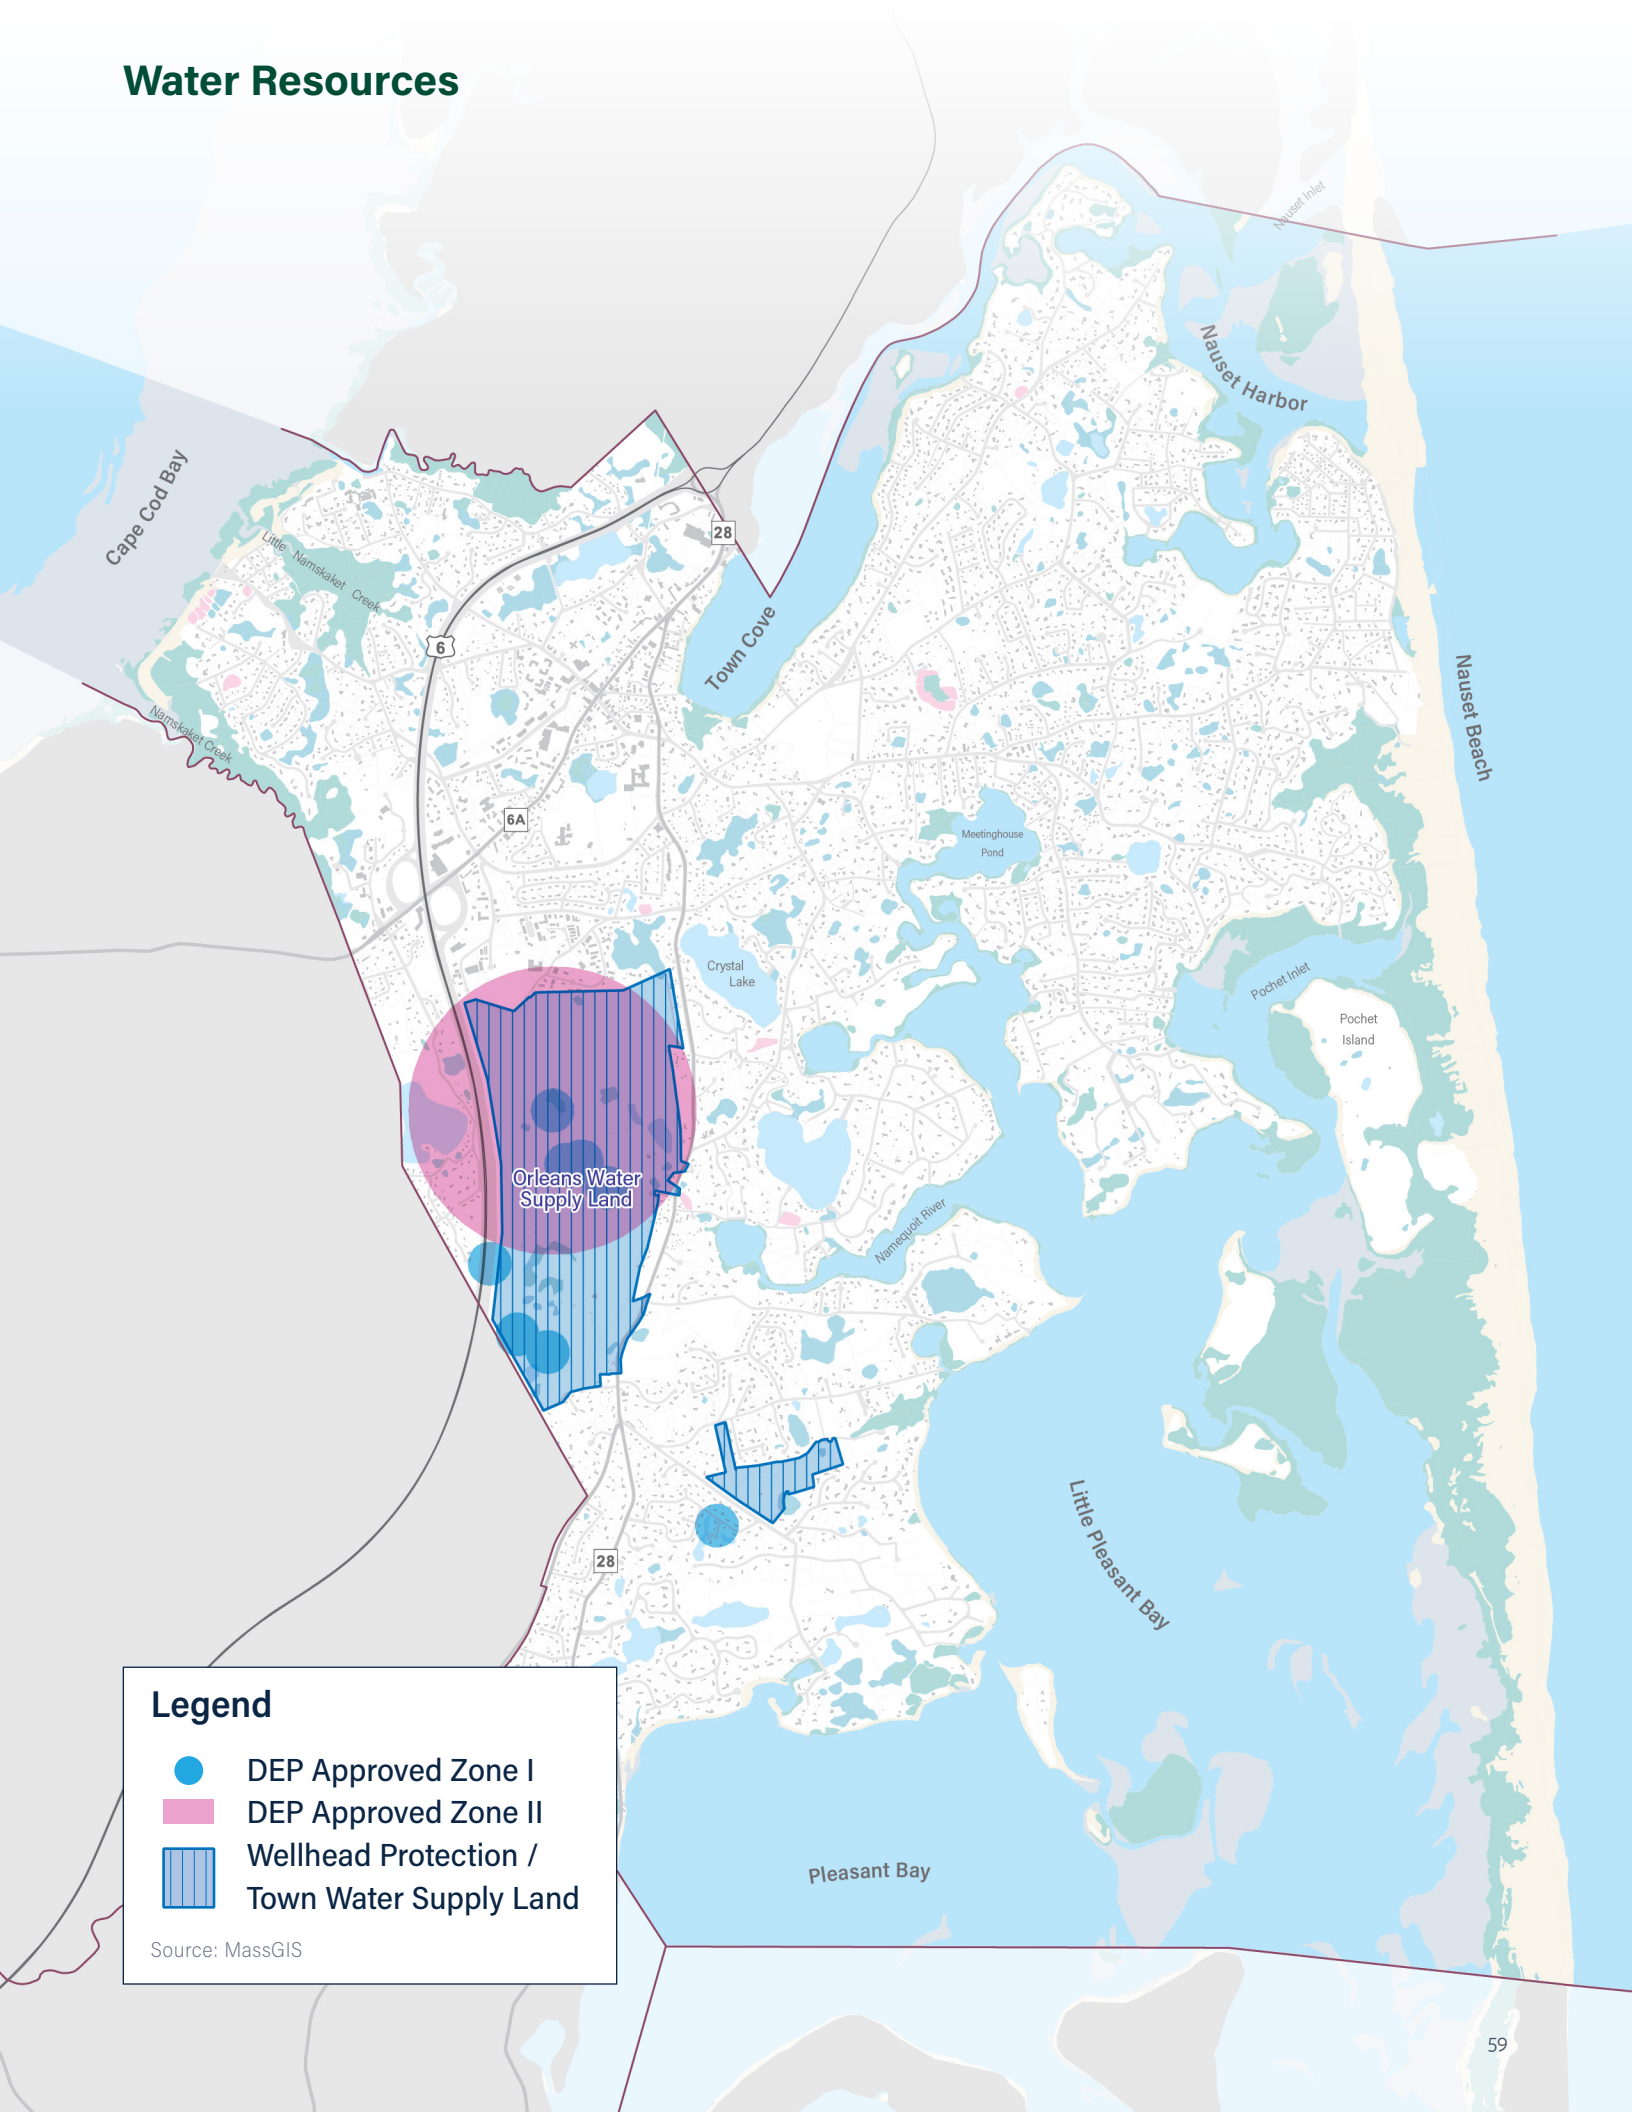 Water Resources
Nauset Inlet
Nauset Harbor
Cape Cod Bay
28
Little Namskaket Creek
6
Town Cove
Nauset Beach
Namskaket Creek
6A
Meetinghouse
Pond
Crystal
Lake
Pochet Inlet
Pochet
Island
Orleans Water
Supply Land
Namequoit River
Little Pleasant Bay
28
Pleasant Bay
Legend
DEP Approved Zone I
DEP Approved Zone II
Wellhead Protection /
Town Water Supply Land
Source: MassGIS
59